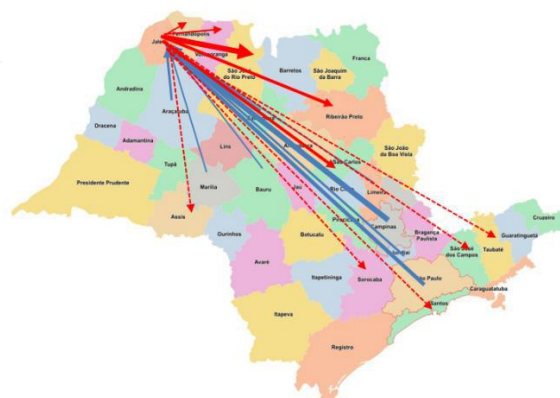 Fernandópolis
Jales
São José
do Rio Preto
Barretos
São Joaquim
da Barra
Franca
Andradina
Ribeirão Preto
Araçatuba
Dracena
Adamantina
Lins
São Carlos
São João
da Boa Vista
Tupã
Presidente Prudente
Marília
Bauru
Jaú
Rio Claro
Limeira
Assis
Ourinhos
Botucatu
Campinas
Bragança
Paulista
Cruzeiro
Guaratinguetá
Taubaté
São José
dos Campos
Avaré
Itapetininga
Sorocaba
São Paulo
Caraguatatuba
Santos
Itapeva
Registro